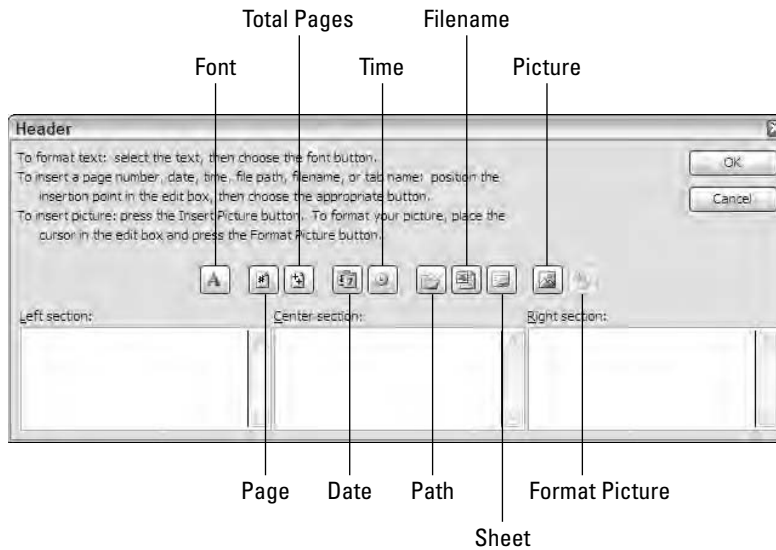 Total Pages Filename
Font Time Picture
Header
To format text: select the text, then choose the font button.
To insert a page number, date, time, file path, filename, or tab name: position the
insertion point in the edit box, then choose the appropriate button.
To insert picture: press the Insert Picture button. To format your picture, place the
cursor in the edit box and press the Format Picture button.
OK
Cancel
A
Left section: Center section: Right section:
Page Date Path Format Picture
Sheet